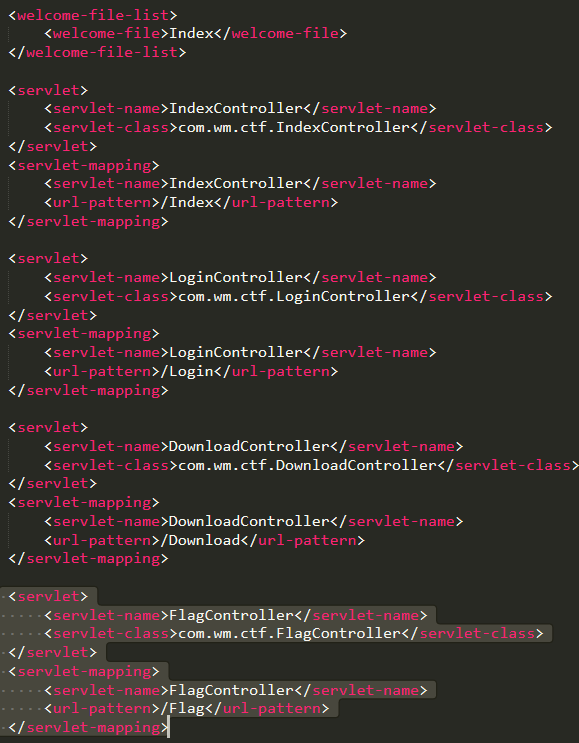 <welcome-file-list>
    <welcome-file>Index</welcome-file>
</welcome-file-list>
<servlet>
    <servlet-name>IndexController</servlet-name>
    <servlet-class>com.wm.ctf.IndexController</servlet-class>
</servlet>
<servlet-mapping>
    <servlet-name>IndexController</servlet-name>
    <url-pattern>/Index</url-pattern>
</servlet-mapping>
<servlet>
    <servlet-name>LoginController</servlet-name>
    <servlet-class>com.wm.ctf.LoginController</servlet-class>
</servlet>
<servlet-mapping>
    <servlet-name>LoginController</servlet-name>
    <url-pattern>/Login</url-pattern>
</servlet-mapping>
<servlet>
    <servlet-name>DownloadController</servlet-name>
    <servlet-class>com.wm.ctf.DownloadController</servlet-class>
</servlet>
<servlet-mapping>
    <servlet-name>DownloadController</servlet-name>
    <url-pattern>/Download</url-pattern>
</servlet-mapping>
<servlet>
    <servlet-name>FlagController</servlet-name>
    <servlet-class>com.wm.ctf.FlagController</servlet-class>
</servlet>
<servlet-mapping>
    <servlet-name>FlagController</servlet-name>
    <url-pattern>/Flag</url-pattern>
</servlet-mapping>